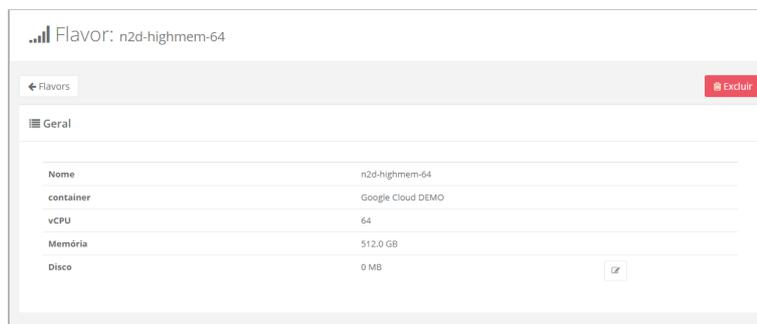 Flavor: n2d-highmem-64
Flavors
Excluir
Geral
Nome n2d-highmem-64
container Google Cloud DEMO
vCPU 64
Memória 512.0 GB
Disco 0 MB